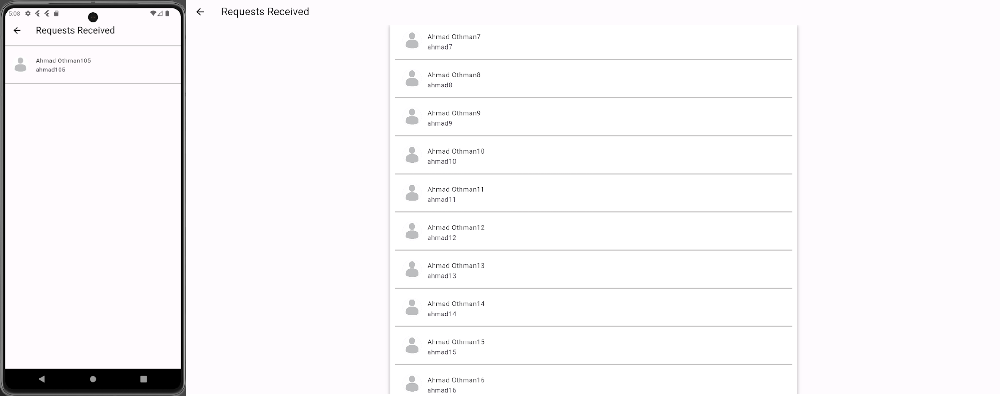 5:08
Requests Received
Ahmad Othman105
ahmad105
Requests Received
Ahmad Othman7
ahmad7
Ahmad Othman8
ahmad8
Ahmad Othman9
ahmad9
Ahmad Othman10
ahmad10
Ahmad Othman11
ahmad11
Ahmad Othman12
ahmad12
Ahmad Othman13
ahmad13
Ahmad Othman14
ahmad14
Ahmad Othman15
ahmad15
Ahmad Othman16
ahmad16